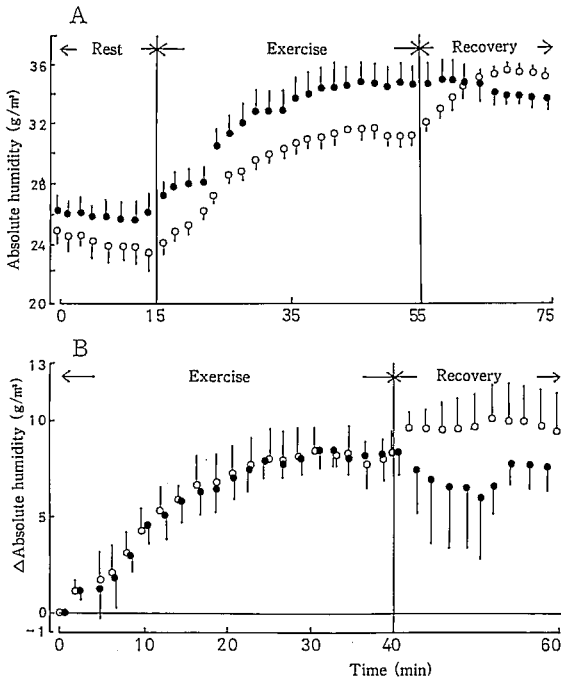 A
Rest Exercise Recovery
Absolute humidity (g/m³)
36
32
28
24
20
0 15 35 55 75
B
Exercise Recovery
ΔAbsolute humidity (g/m³)
13
10
5
0
−1
0 10 20 30 40 60
Time (min)